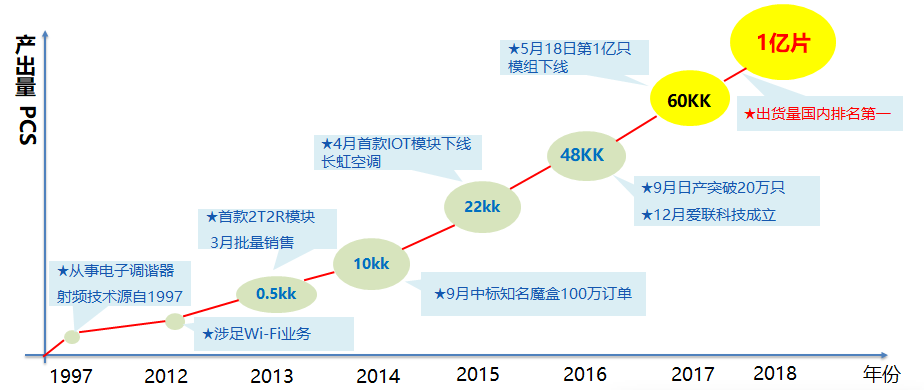 产出量 PCS
1亿片
★5月18日第1亿只
模组下线
60KK
★出货量国内排名第一
★4月首款IOT模块下线
长虹空调
48KK
★9月日产突破20万只
★12月爱联科技成立
22kk
★首款2T2R模块
3月批量销售
10kk
★从事电子调谐器
射频技术源自1997
0.5kk
★9月中标知名魔盒100万订单
★涉足Wi-Fi业务
1997
2012
2013
2014
2015
2016
2017
2018
年份